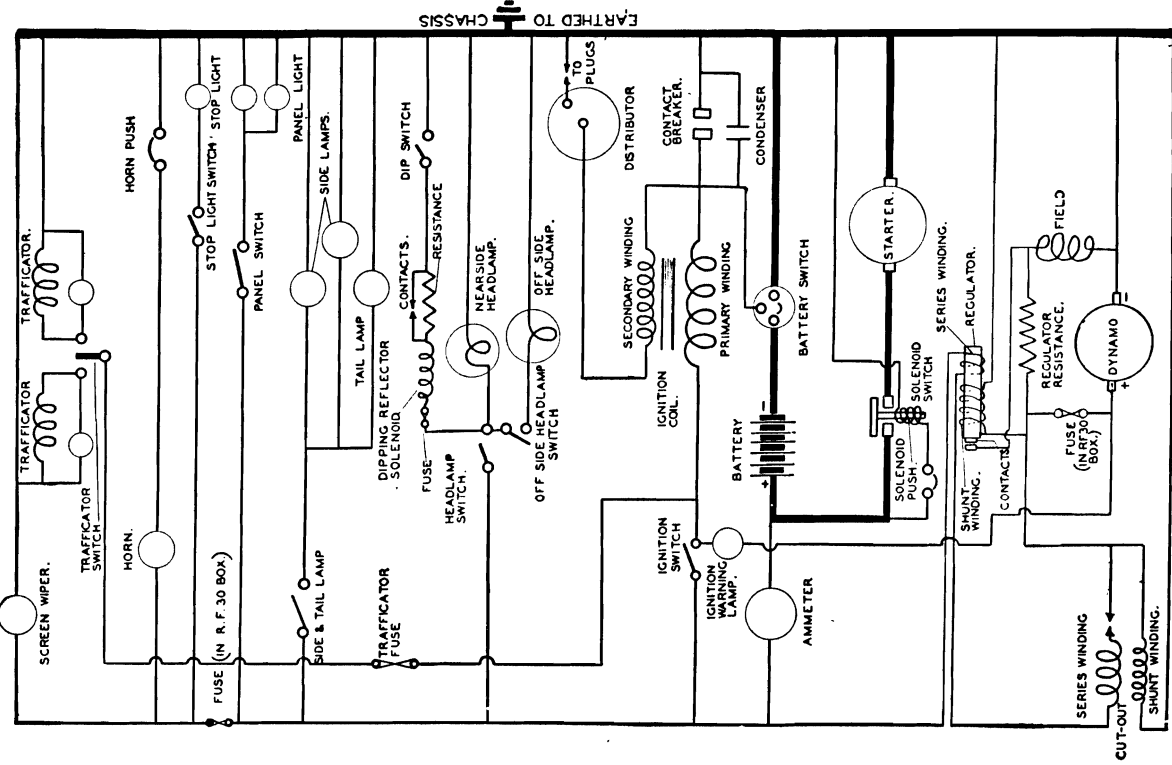 EARTHED TO CHASSIS
HORN PUSH
STOP LIGHT SWITCH
STOP LIGHT
PANEL SWITCH
PANEL LIGHT
SIDE LAMPS.
TAIL LAMP
DIP SWITCH
CONTACTS.
RESISTANCE
NEARSIDE
HEADLAMP.
OFF SIDE
HEADLAMP.
TO
PLUGS
DISTRIBUTOR
CONTACT
BREAKER.
CONDENSER
SECONDARY WINDING
PRIMARY WINDING
IGNITION
COIL.
BATTERY SWITCH
BATTERY
+
-
STARTER.
SOLENOID
SWITCH
SOLENOID
PUSH.
SERIES WINDING.
REGULATOR.
SHUNT
WINDING.
CONTACTS
FIELD
REGULATOR
RESISTANCE.
-
DYNAMO
+
FUSE
(IN RF30
BOX.)
TRAFFICATOR.
TRAFFICATOR
TRAFFICATOR
SWITCH
SCREEN WIPER.
HORN.
FUSE (IN R.F.30 BOX)
SIDE & TAIL LAMP
TRAFFICATOR
FUSE
DIPPING REFLECTOR
SOLENOID
FUSE
HEADLAMP
SWITCH.
OFF SIDE HEADLAMP
SWITCH
IGNITION
SWITCH
IGNITION
WARNING
LAMP.
AMMETER
SERIES WINDING
CUT-OUT
SHUNT WINDING.